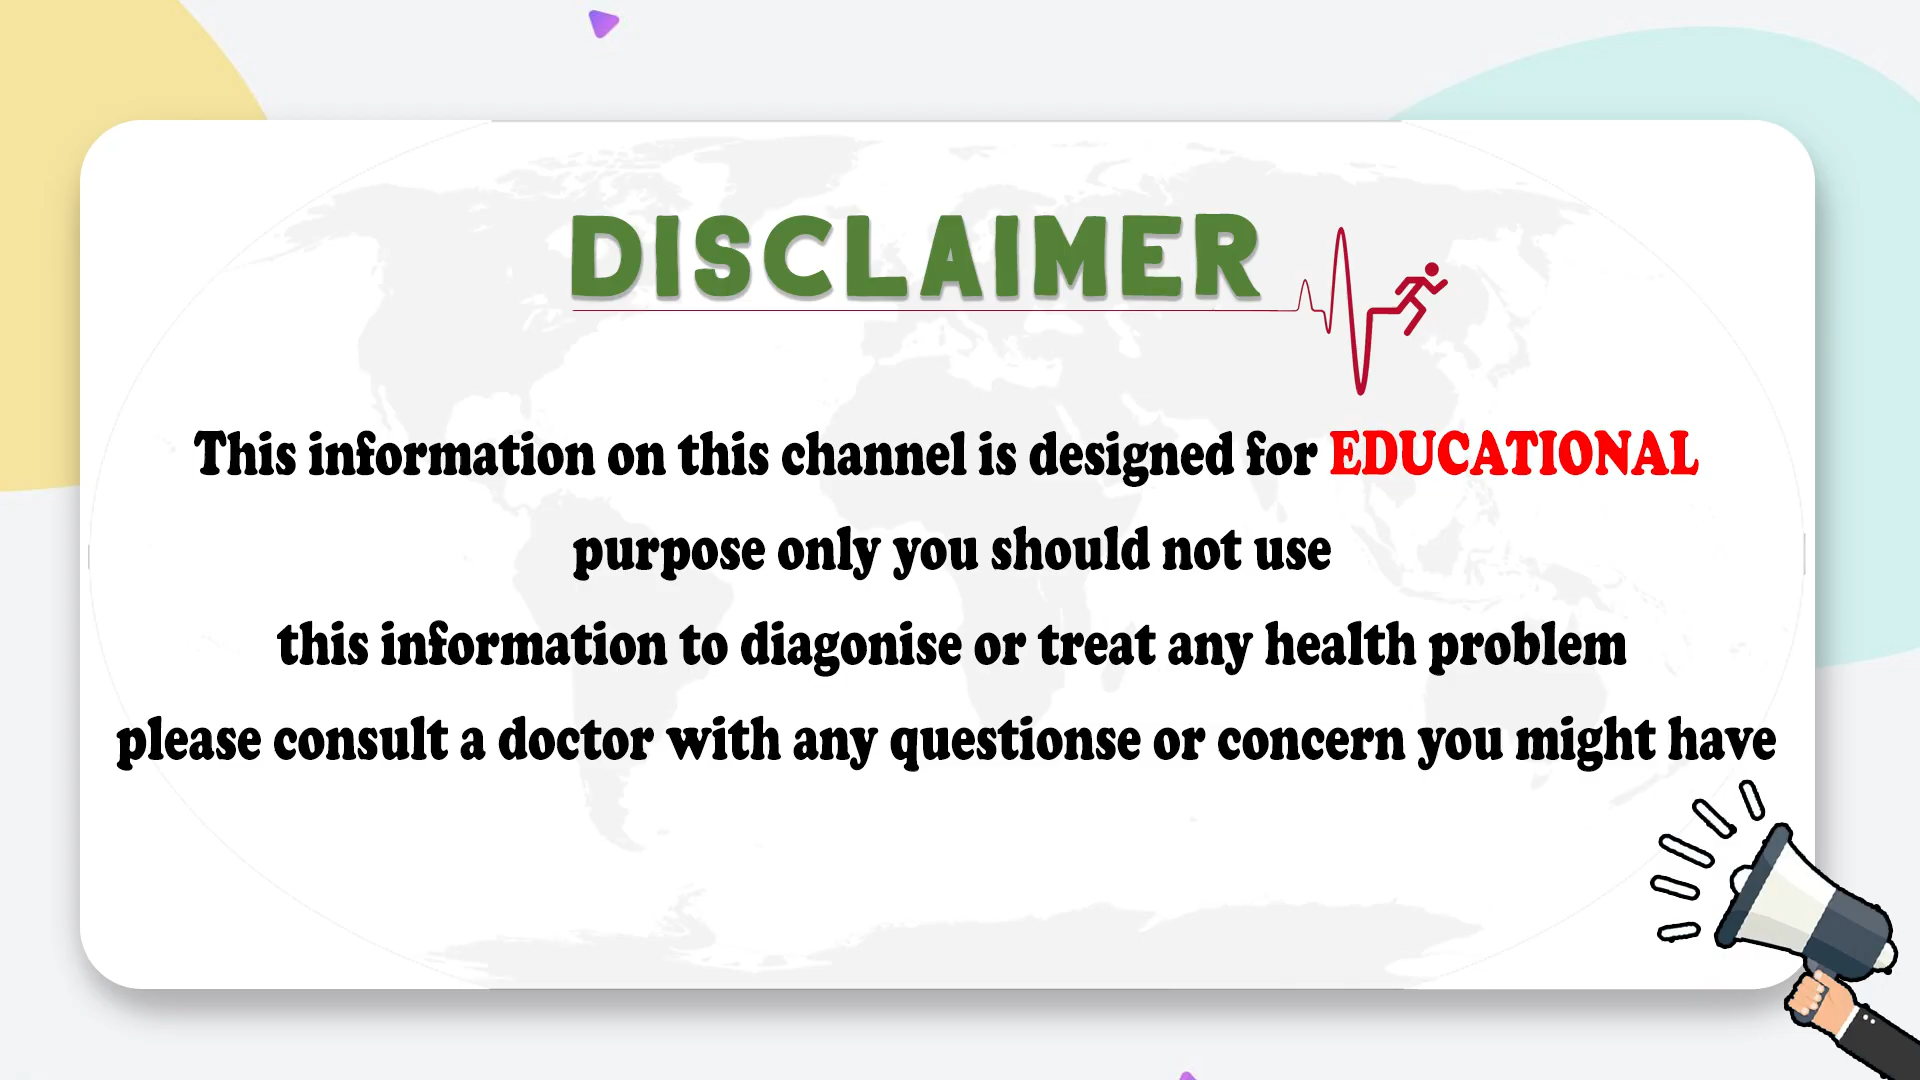 DISCLAIMER
This information on this channel is designed for EDUCATIONAL
purpose only you should not use
this information to diagonise or treat any health problem
please consult a doctor with any questionse or concern you might have